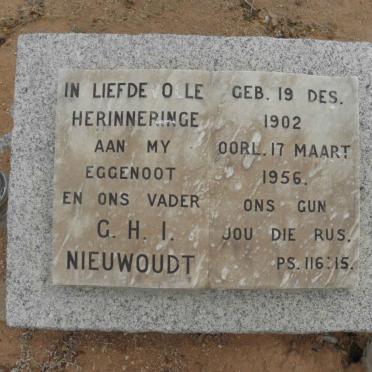 IN LIEFDE O LE
HERINNERINGE
AAN MY
EGGENOOT
EN ONS VADER
G. H. I.
NIEUWOUDT
GEB. 19 DES.
1902
OORL. 17 MAART
1956.
ONS GUN
JOU DIE RUS.
PS. 116:15.